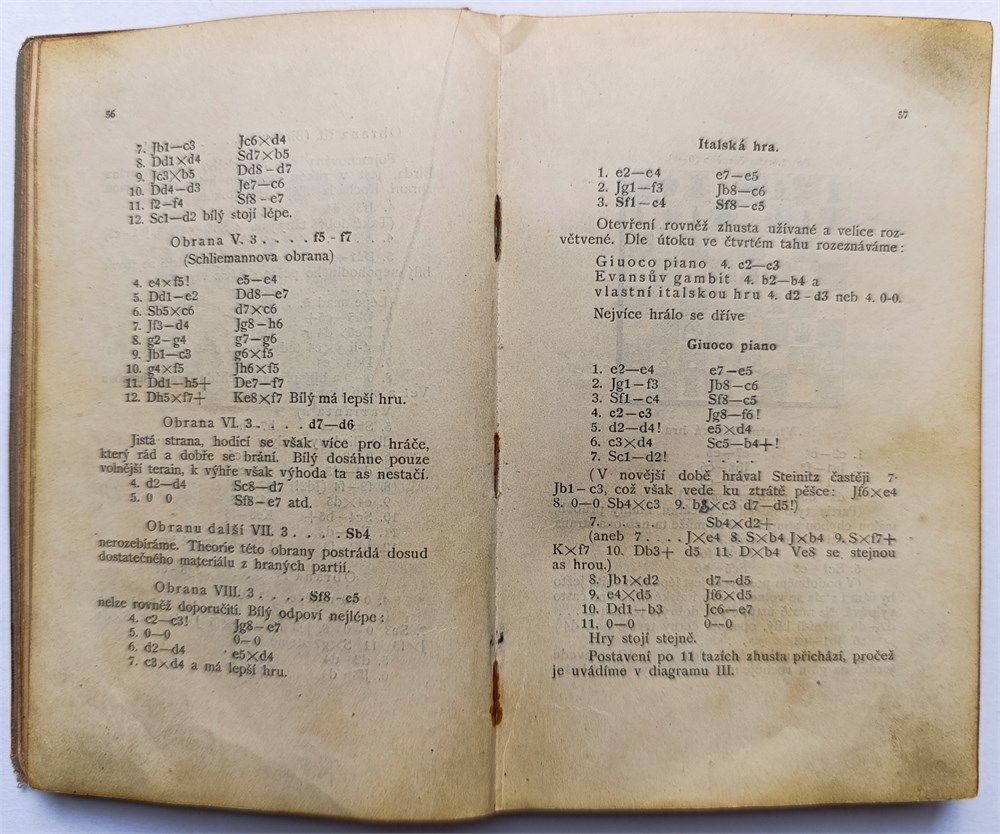 56
7. Jb1—c3 Jc6×d4
8. Dd1×d4 Sd7×b5
9. Jc3×b5 Dd8-d7
10. Dd4—d3 Je7—c6
11. f2—f4 Sf8-e7
12. Sc1—d2 bílý stojí lépe.
Obrana V. 3 . . . . f5-f7
(Schliemannova obrana)
4. e4×f5! e5—e4
5. Dd1—e2 Dd8—e7
6. Sb5×c6 d7×c6
7. Jf3—d4 Jg8—h6
8. g2—g4 g7—g6
9. Jb1—c3 g6×f5
10. g4×f5 Jh6×f5
11. Dd1—h5+ De7—f7
12. Dh5×f7+ Ke8×f7 Bílý má lepší hru.
Obrana VI. 3 . . . . d7—d6
Jistá strana, hodící se však více pro hráče,
který rád a dobře se brání. Bílý dosáhne pouze
volnější terain, k výhře však výhoda ta as nestačí.
4. d2—d4 Sc8—d7
5. 0 0 Sf8-e7 atd.
Obranu další VII. 3 . . . . Sb4
nerozebíráme. Theorie této obrany postrádá dosud
dostatečného materiálu z hraných partií.
Obrana VIII. 3 . . . . Sf8-c5
nelze rovněž doporučiti. Bílý odpoví nejlépe:
4. c2—c3! Jg8—e7
5. 0—0 0—0
6. d2—d4 e5×d4
7. c3×d4 a má lepší hru.
57
Italská hra.
1. e2—e4 e7—e5
2. Jg1—f3 Jb8—c6
3. Sf1-c4 Sf8-c5
Otevření rovněž zhusta užívané a velice roz-
větvené. Dle útoku ve čtvrtém tahu rozeznáváme:
Giuoco piano 4. c2—c3
Evansův gambit 4. b2—b4 a
vlastní italskou hru 4. d2-d3 neb 4. 0-0.
Nejvíce hrálo se dříve
Giuoco piano
1. e2—e4 e7-e5
2. Jg1—f3 Jb8—c6
3. Sf1—c4 Sf8—c5
4. c2—c3 Jg8—f6!
5. d2—d4! e5×d4
6. c3×d4 Sc5—b4+!
7. Sc1—d2! . . . .
(V novější době hrával Steinitz častěji 7·
Jb1-c3, což však vede ku ztrátě pěšce: Jf6×e4
8. 0—0 Sb4×c3 9. b×c3 d7—d5!)
7. . . . . Sb4×d2+
(aneb 7 . . . . J×e4 8. S×b4 J×b4 9. S×f7+
K×f7 10. Db3+ d5 11. D×b4 Ve8 se stejnou
as hrou.)
8. Jb1×d2 d7—d5
9. e4×d5 Jf6×d5
10. Dd1—b3 Jc6—e7
11, 0—0 0—0
Hry stojí stejně.
Postavení po 11 tazích zhusta přichází, pročež
je uvádíme v diagramu III.